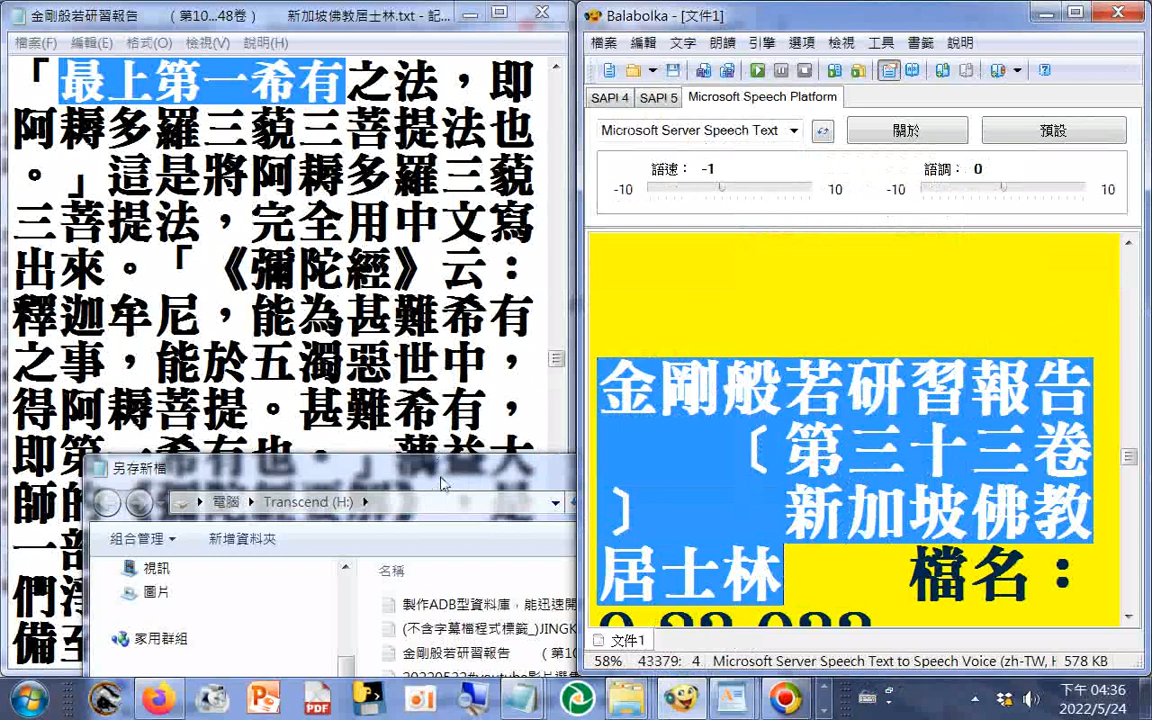 金剛般若研習報告　　（第10...48卷）　　新加坡佛教居士林.txt - 記...
檔案(F) 編輯(E) 格式(O) 檢視(V) 說明(H)
「最上第一希有之法，即
阿耨多羅三藐三菩提法也
。」這是將阿耨多羅三藐
三菩提法，完全用中文寫
出來。「《彌陀經》云：
釋迦牟尼，能為甚難希有
之事，能於五濁惡世中，
得阿耨菩提。甚難希有，
即第一希有也。」蕅益大
師的
一部
們淨
備至
另存新檔
電腦 Transcend (H:)
組合管理 新增資料夾
視訊
圖片
家用群組
名稱
製作ADB型資料庫，能迅速開
(不含字幕檔程式標籤_)JINGK
金剛般若研習報告　　（第10
Balabolka - [文件1]
檔案 編輯 文字 朗讀 引擎 選項 檢視 工具 書籤 說明
SAPI 4 SAPI 5 Microsoft Speech Platform
Microsoft Server Speech Text 關於 預設
語速： -1 語調： 0
-10 10 -10 10
金剛般若研習報告
〔第三十三卷
〕　　新加坡佛教
居士林　　檔名：
文件1
58% 43379: 4 Microsoft Server Speech Text to Speech Voice (zh-TW, H 578 KB
下午 04:36
2022/5/24